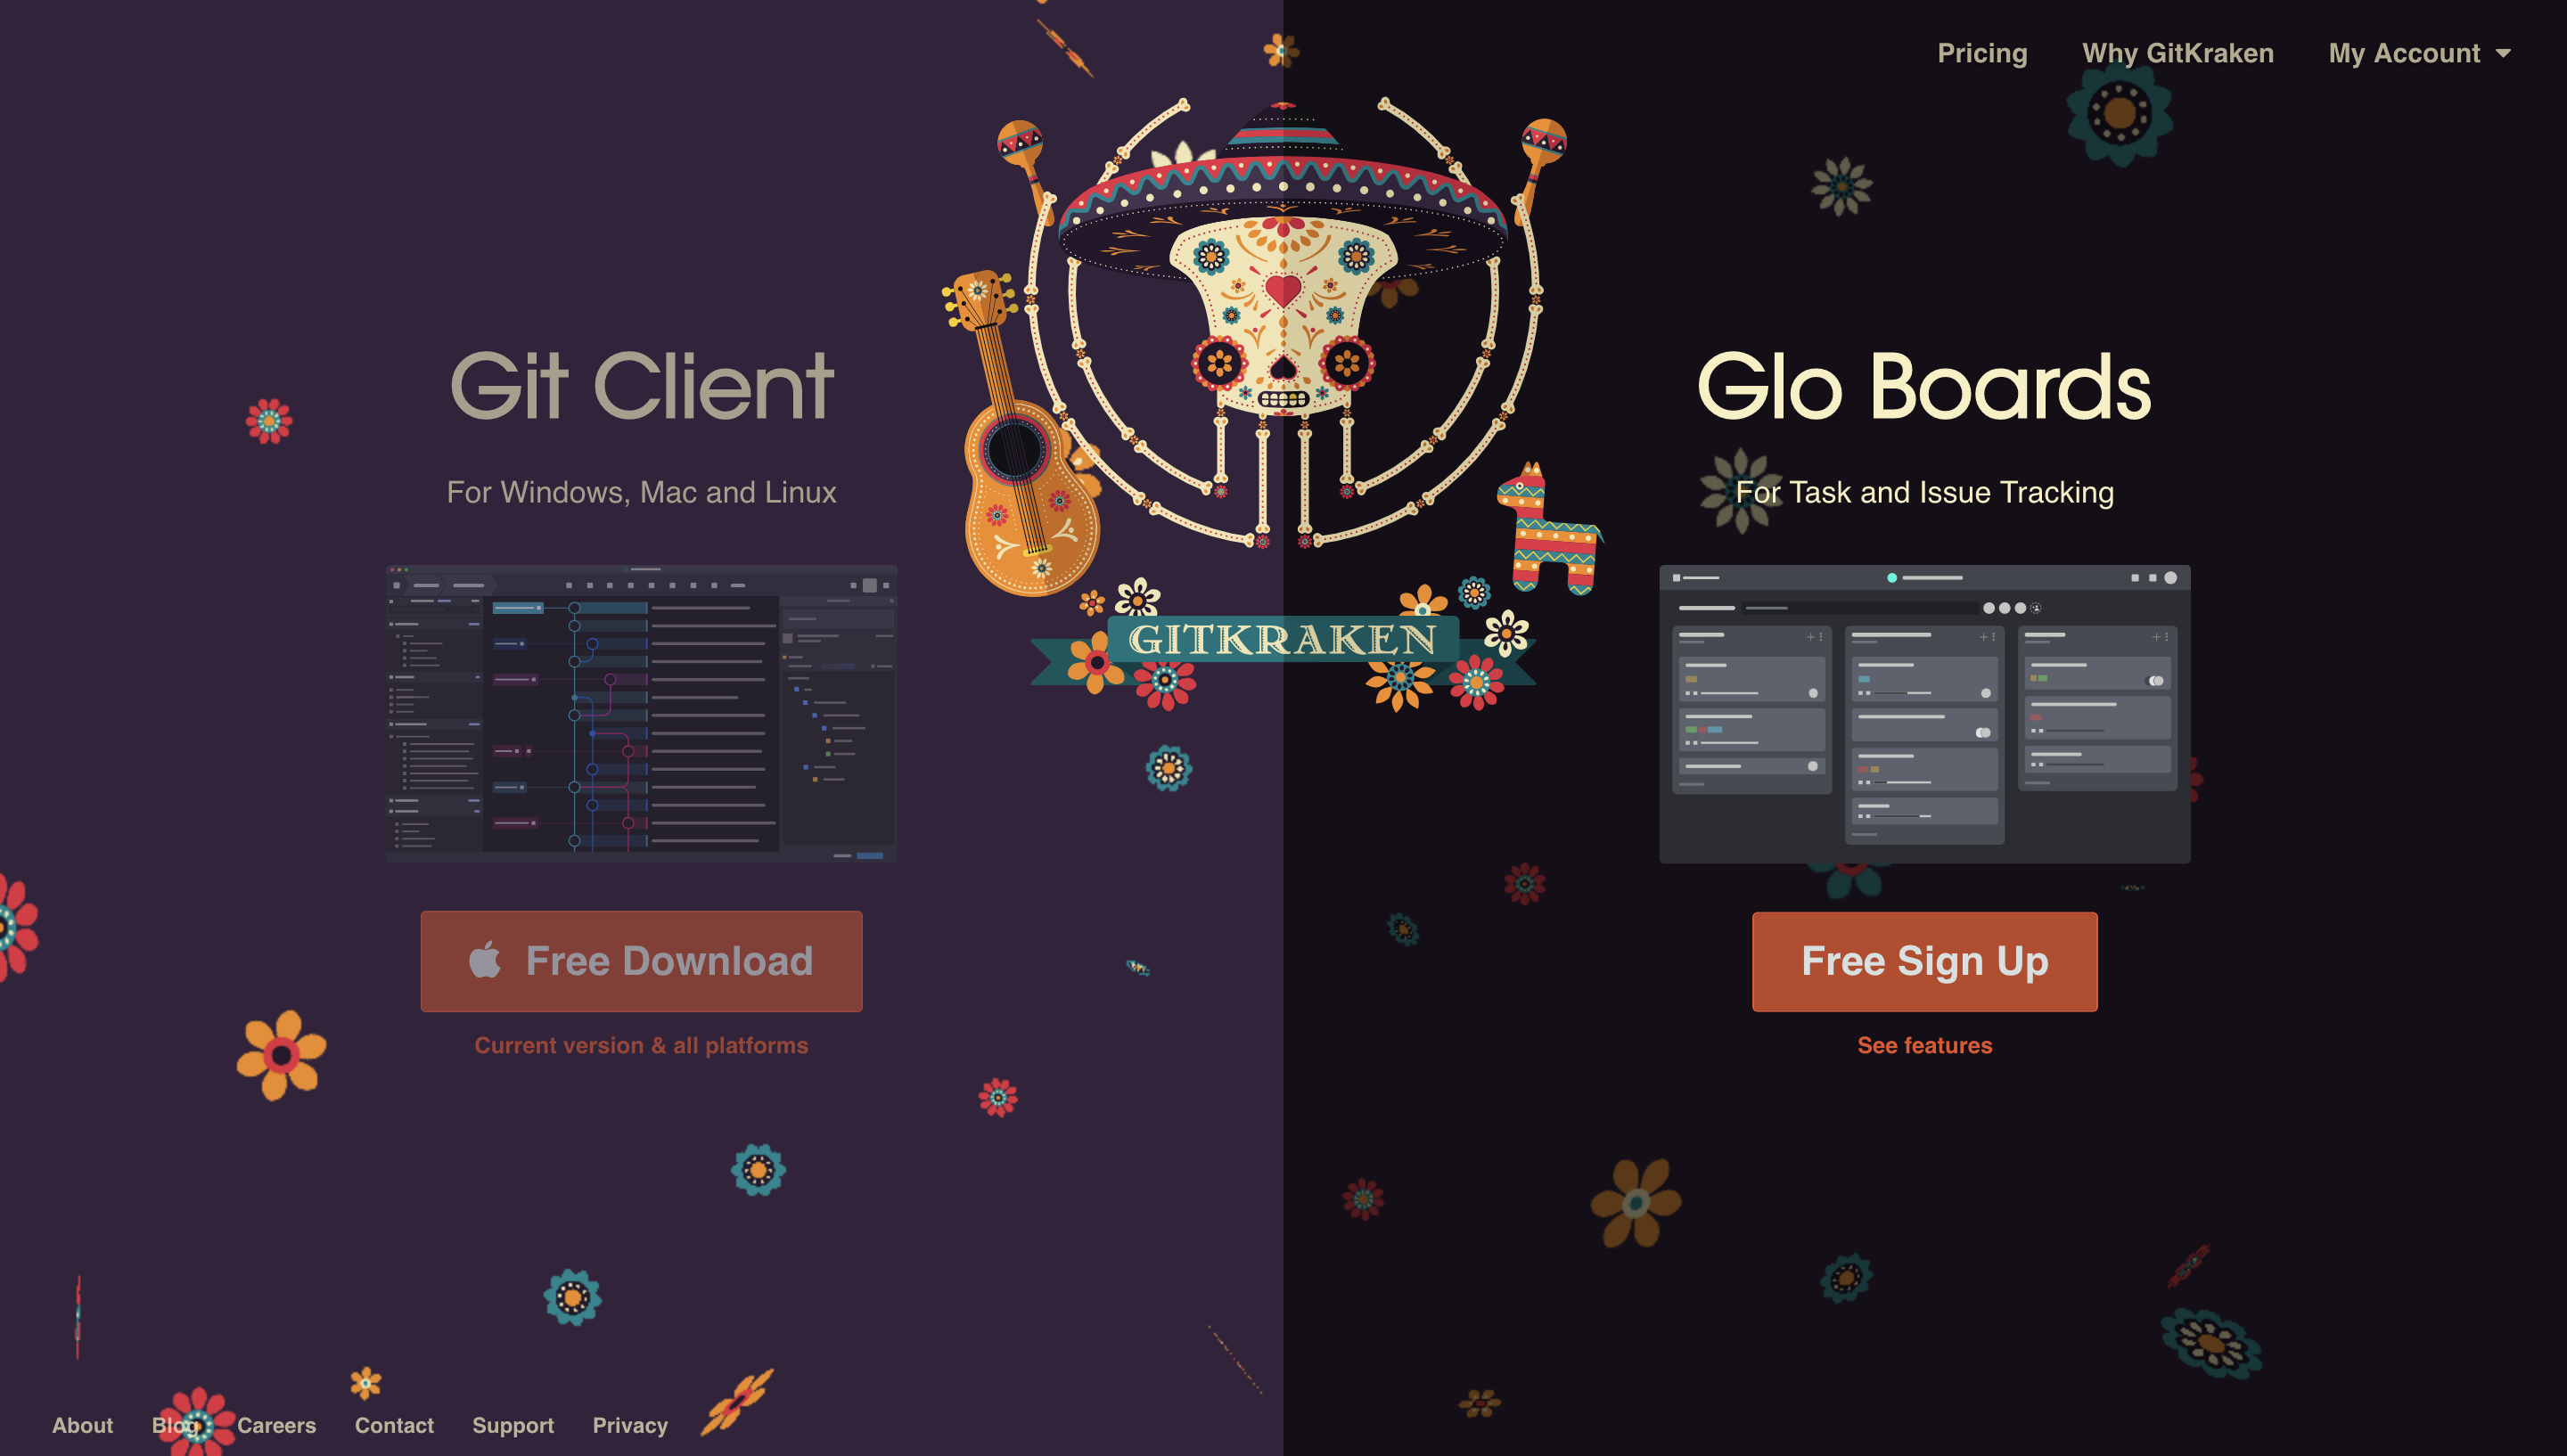 Pricing Why GitKraken My Account
Git Client
For Windows, Mac and Linux
GITKRAKEN
Glo Boards
For Task and Issue Tracking
Free Download
Current version & all platforms
Free Sign Up
See features
About Blog Careers Contact Support Privacy